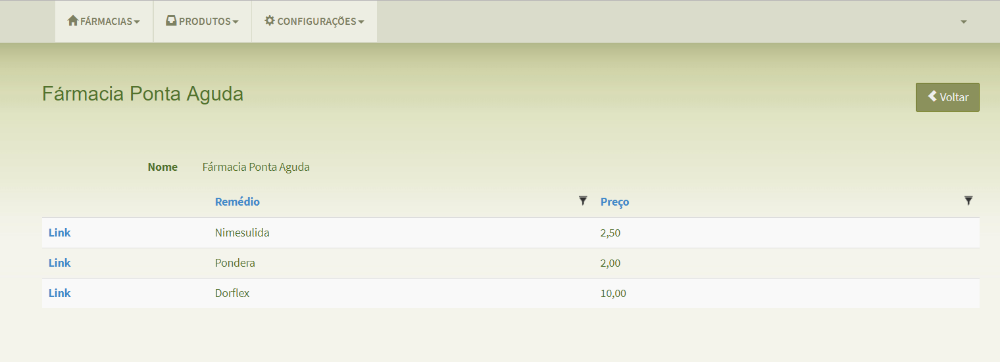 FÁRMACIAS PRODUTOS CONFIGURAÇÕES
Fármacia Ponta Aguda
Voltar
Nome Fármacia Ponta Aguda
Remédio Preço
Link Nimesulida 2,50
Link Pondera 2,00
Link Dorflex 10,00